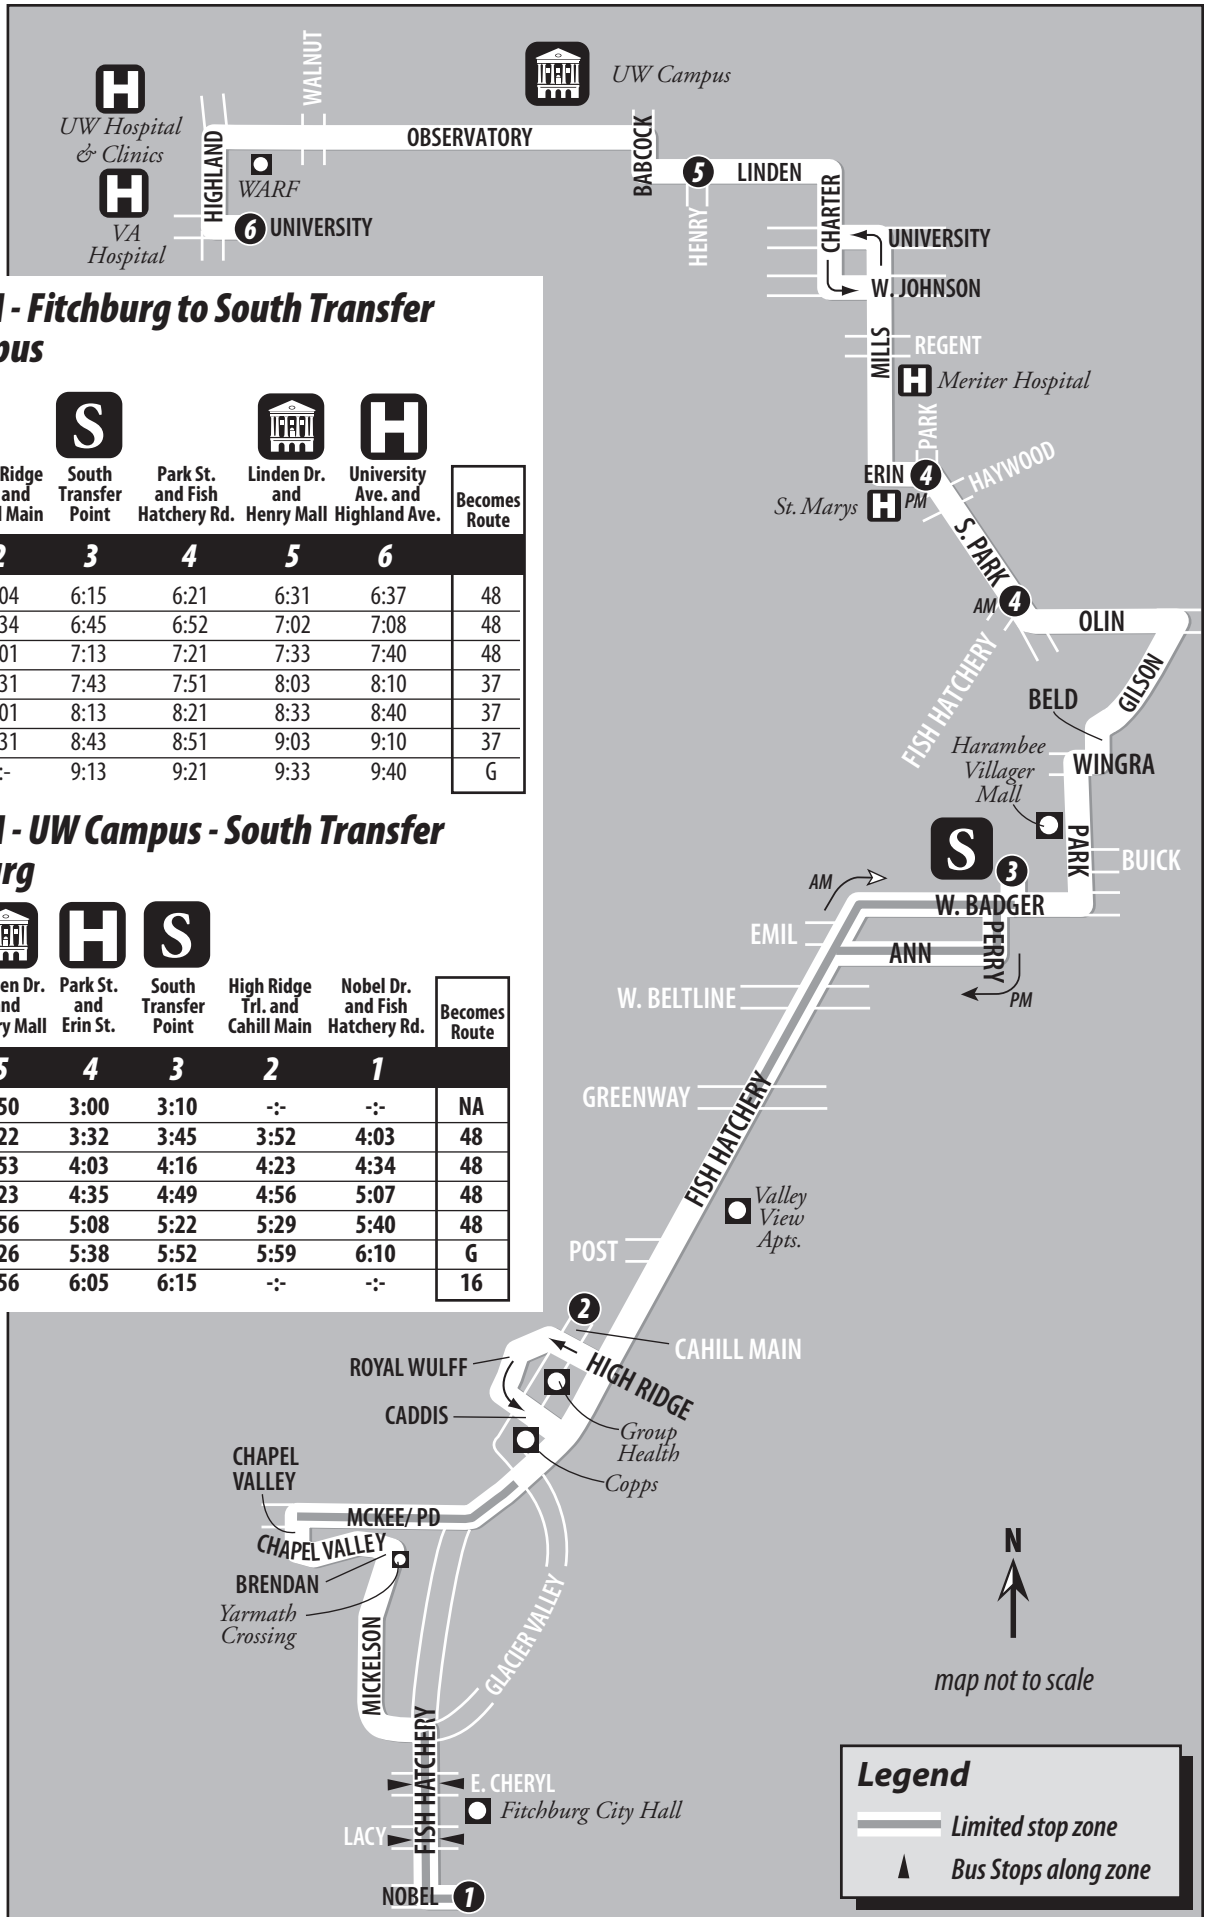 UW Campus
WALNUT
UW Hospital
& Clinics
H
HIGHLAND
OBSERVATORY
BABCOCK
WARF
H
VA
Hospital
6 UNIVERSITY
5 LINDEN
HENRY
CHARTER
UNIVERSITY
W. JOHNSON
MILLS
REGENT
H Meriter Hospital
PARK
ERIN 4
PM
HAYWOOD
St. Marys H
S. PARK
AM 4
OLIN
FISH HATCHERY
GILSON
BELD
WINGRA
Harambee
Villager
Mall
PARK
BUICK
S 3
AM
W. BADGER
EMIL
ANN
PERRY
PM
W. BELTLINE
GREENWAY
FISH HATCHERY
Valley
View
Apts.
POST
2
CAHILL MAIN
ROYAL WULFF
HIGH RIDGE
CADDIS
Group
Health
Copps
CHAPEL
VALLEY
MCKEE/ PD
CHAPEL VALLEY
BRENDAN
Yarmath
Crossing
MICKELSON
GLACIER VALLEY
FISH HATCHERY
E. CHERYL
Fitchburg City Hall
LACY
NOBEL 1
- Fitchburg to South Transfer
S H
Ridge South Park St. Linden Dr. University
and Transfer and Fish and Ave. and Becomes
Main Point Hatchery Rd. Henry Mall Highland Ave. Route
2 3 4 5 6
04 6:15 6:21 6:31 6:37 48
34 6:45 6:52 7:02 7:08 48
01 7:13 7:21 7:33 7:40 48
31 7:43 7:51 8:03 8:10 37
01 8:13 8:21 8:33 8:40 37
31 8:43 8:51 9:03 9:10 37
:- 9:13 9:21 9:33 9:40 G
- UW Campus - South Transfer
H S
en Dr. Park St. South High Ridge Nobel Dr.
and Transfer Trl. and and Fish Becomes
y Mall Erin St. Point Cahill Main Hatchery Rd. Route
5 4 3 2 1
50 3:00 3:10 -:- -:- NA
22 3:32 3:45 3:52 4:03 48
53 4:03 4:16 4:23 4:34 48
23 4:35 4:49 4:56 5:07 48
56 5:08 5:22 5:29 5:40 48
26 5:38 5:52 5:59 6:10 G
56 6:05 6:15 -:- -:- 16
N
map not to scale
Legend
Limited stop zone
Bus Stops along zone